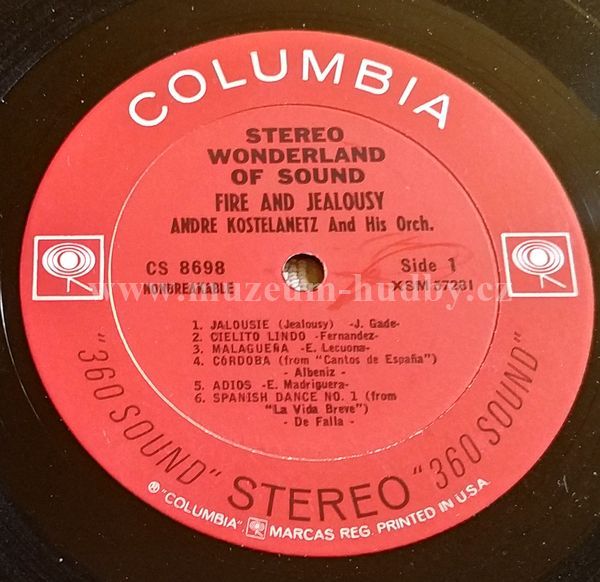 COLUMBIA
STEREO
WONDERLAND
OF SOUND
FIRE AND JEALOUSY
ANDRE KOSTELANETZ And His Orch.
CS 8698
NONBREAKABLE
Side 1
XSM 57281
www.muzeum-hudby.cz
1. JALOUSIE (Jealousy) -J. Gade-
2. CIELITO LINDO -Fernandez-
3. MALAGUEÑA -E. Lecuona-
4. CÓRDOBA (from "Cantos de España")
- Albeniz -
5. ADIOS -E. Madriguera-
6. SPANISH DANCE NO. 1 (from
"La Vida Breve")
- De Falla -
"360 SOUND" STEREO "360 SOUND"
® "COLUMBIA", MARCAS REG. PRINTED IN U.S.A.